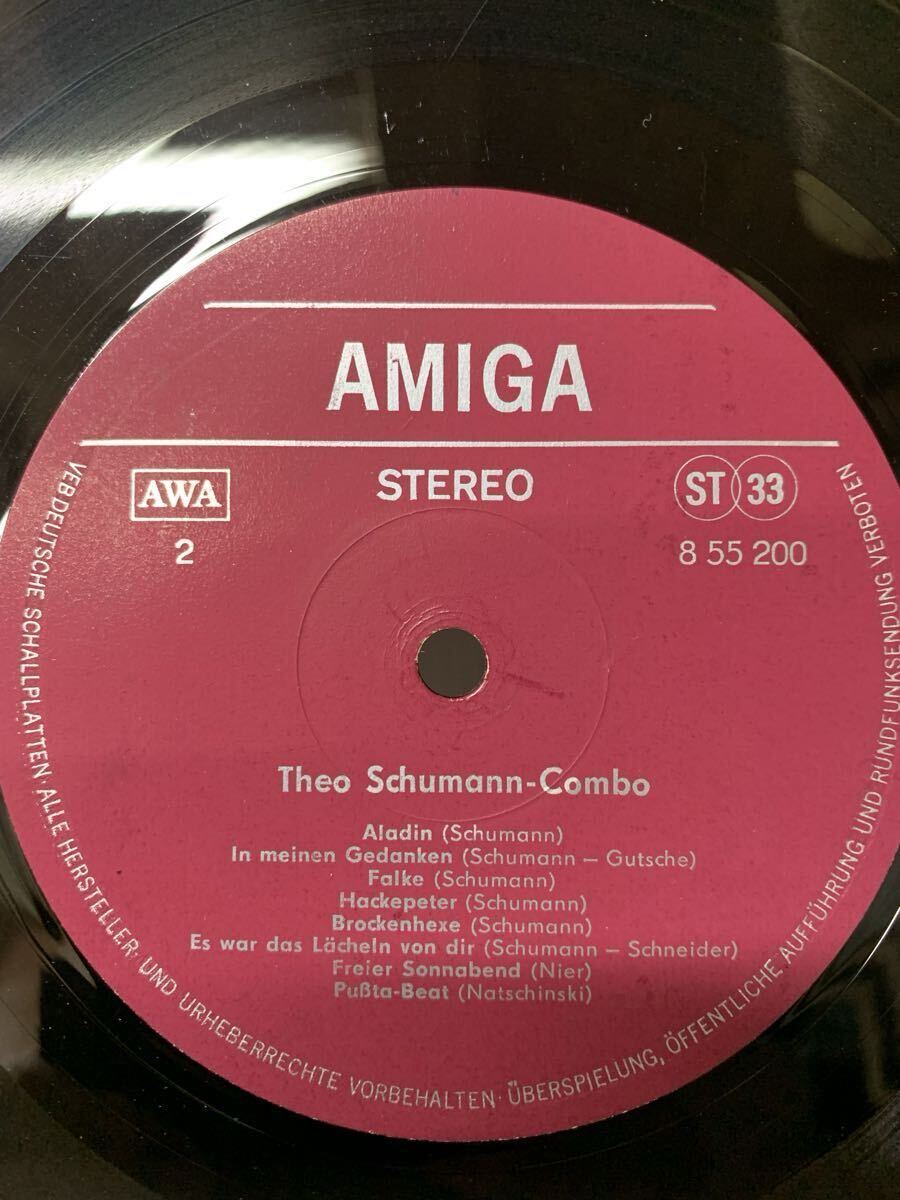 AMIGA
AWA
STEREO
ST 33
2
8 55 200
Theo Schumann-Combo
Aladin (Schumann)
In meinen Gedanken (Schumann – Gutsche)
Falke (Schumann)
Hackepeter (Schumann)
Brockenhexe (Schumann)
Es war das Lächeln von dir (Schumann – Schneider)
Freier Sonnabend (Nier)
Pußta-Beat (Natschinski)
VEB DEUTSCHE SCHALLPLATTEN · ALLE HERSTELLER- UND URHEBERRECHTE VORBEHALTEN · ÜBERSPIELUNG, ÖFFENTLICHE AUFFÜHRUNG UND RUNDFUNKSENDUNG VERBOTEN